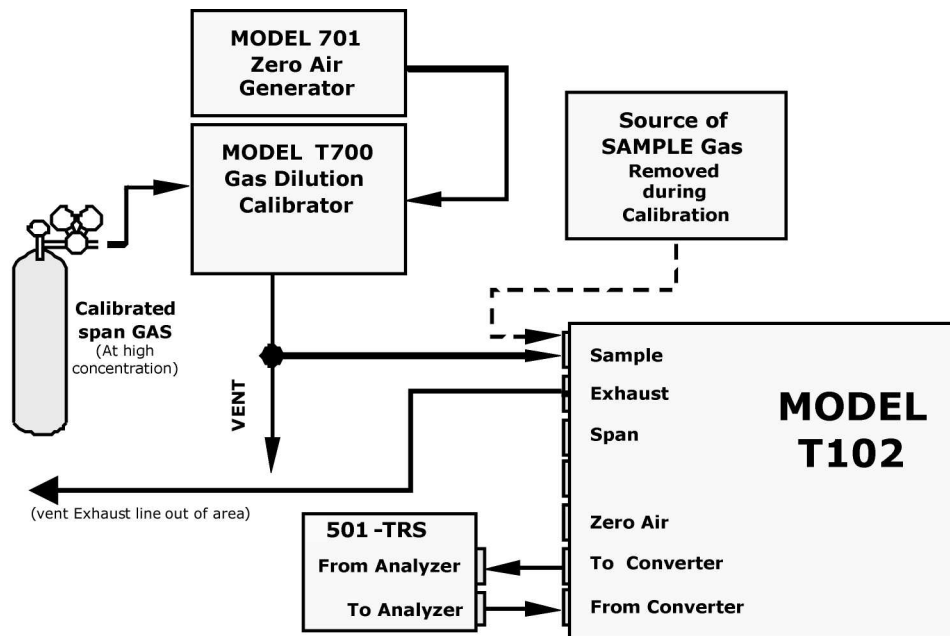 MODEL 701
Zero Air
Generator
MODEL T700
Gas Dilution
Calibrator
Source of
SAMPLE Gas
Removed
during
Calibration
Calibrated
span GAS
(At high
concentration)
VENT
(vent Exhaust line out of area)
MODEL
T102
Sample
Exhaust
Span
Zero Air
To Converter
From Converter
501 -TRS
From Analyzer
To Analyzer